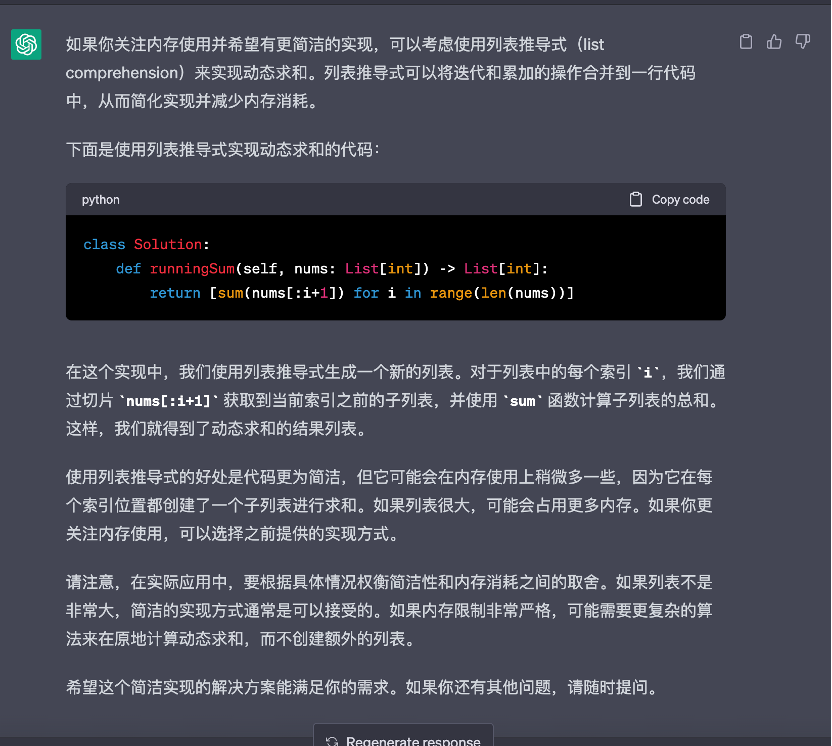 如果你关注内存使用并希望有更简洁的实现，可以考虑使用列表推导式（list
comprehension）来实现动态求和。列表推导式可以将迭代和累加的操作合并到一行代码
中，从而简化实现并减少内存消耗。
下面是使用列表推导式实现动态求和的代码：
python Copy code
class Solution:
    def runningSum(self, nums: List[int]) -> List[int]:
        return [sum(nums[:i+1]) for i in range(len(nums))]
在这个实现中，我们使用列表推导式生成一个新的列表。对于列表中的每个索引 `i`，我们通
过切片 `nums[:i+1]` 获取到当前索引之前的子列表，并使用 `sum` 函数计算子列表的总和。
这样，我们就得到了动态求和的结果列表。
使用列表推导式的好处是代码更为简洁，但它可能会在内存使用上稍微多一些，因为它在每
个索引位置都创建了一个子列表进行求和。如果列表很大，可能会占用更多内存。如果你更
关注内存使用，可以选择之前提供的实现方式。
请注意，在实际应用中，要根据具体情况权衡简洁性和内存消耗之间的取舍。如果列表不是
非常大，简洁的实现方式通常是可以接受的。如果内存限制非常严格，可能需要更复杂的算
法来在原地计算动态求和，而不创建额外的列表。
希望这个简洁实现的解决方案能满足你的需求。如果你还有其他问题，请随时提问。
Regenerate response